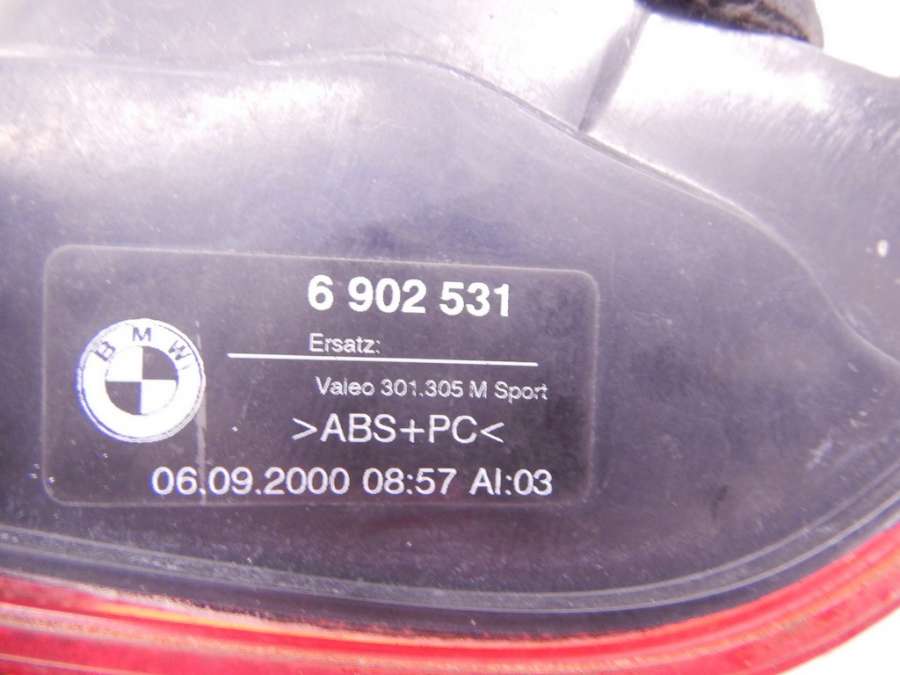 6 902 531
Ersatz:
BMW
Valeo 301.305 M Sport
>ABS+PC<
06.09.2000 08:57 AI:03